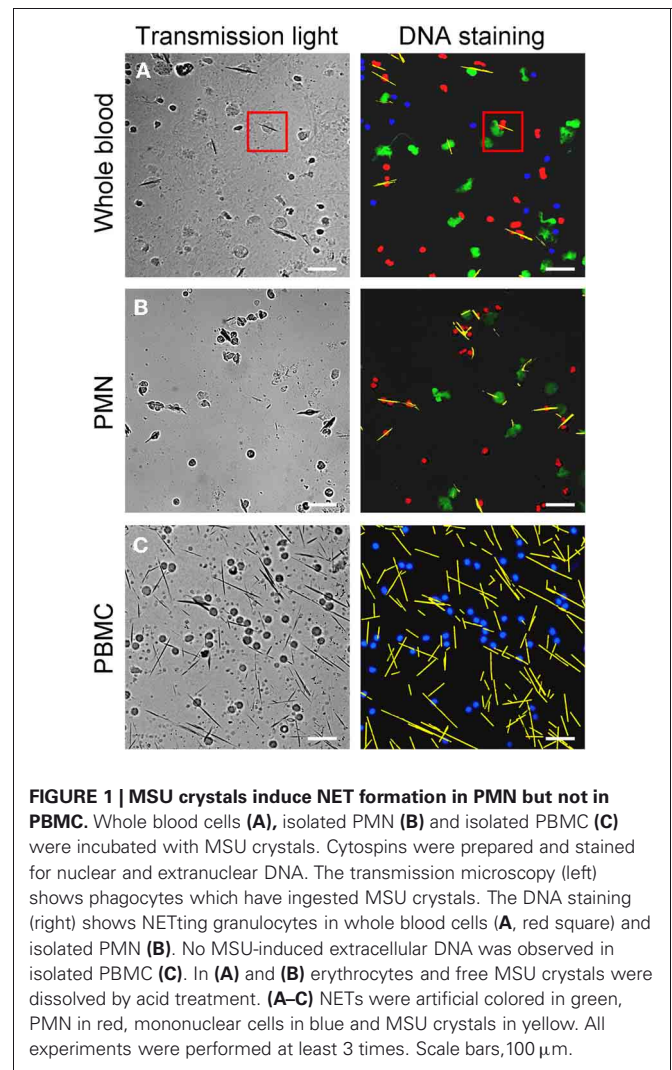 Transmission light
DNA staining
Whole blood
A
PMN
B
PBMC
C
FIGURE 1 | MSU crystals induce NET formation in PMN but not in
PBMC. Whole blood cells (A), isolated PMN (B) and isolated PBMC (C)
were incubated with MSU crystals. Cytospins were prepared and stained
for nuclear and extranuclear DNA. The transmission microscopy (left)
shows phagocytes which have ingested MSU crystals. The DNA staining
(right) shows NETting granulocytes in whole blood cells (A, red square) and
isolated PMN (B). No MSU-induced extracellular DNA was observed in
isolated PBMC (C). In (A) and (B) erythrocytes and free MSU crystals were
dissolved by acid treatment. (A–C) NETs were artificial colored in green,
PMN in red, mononuclear cells in blue and MSU crystals in yellow. All
experiments were performed at least 3 times. Scale bars,100 μm.